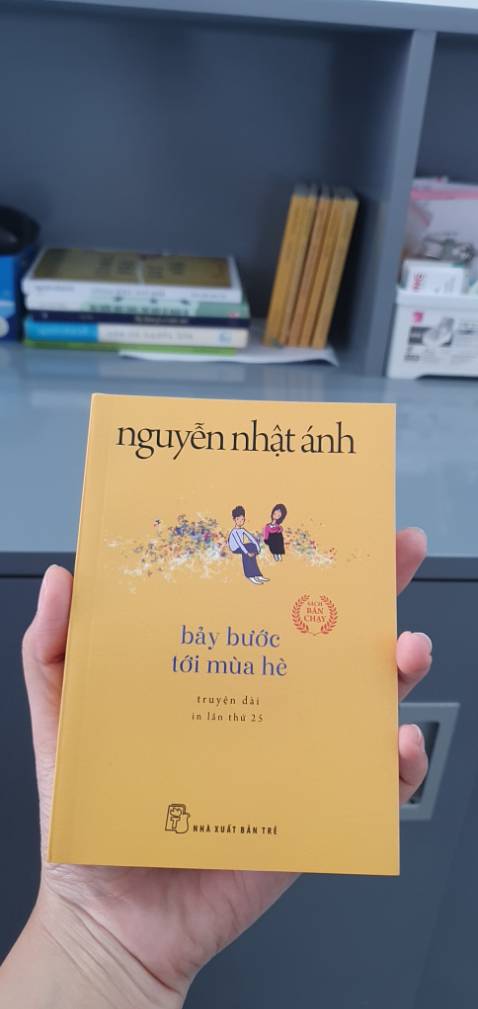 nguyễn nhật ánh
SÁCH
BÁN
CHẠY
bảy bước
tới mùa hè
truyện dài
in lần thứ 25
NHÀ XUẤT BẢN TRẺ